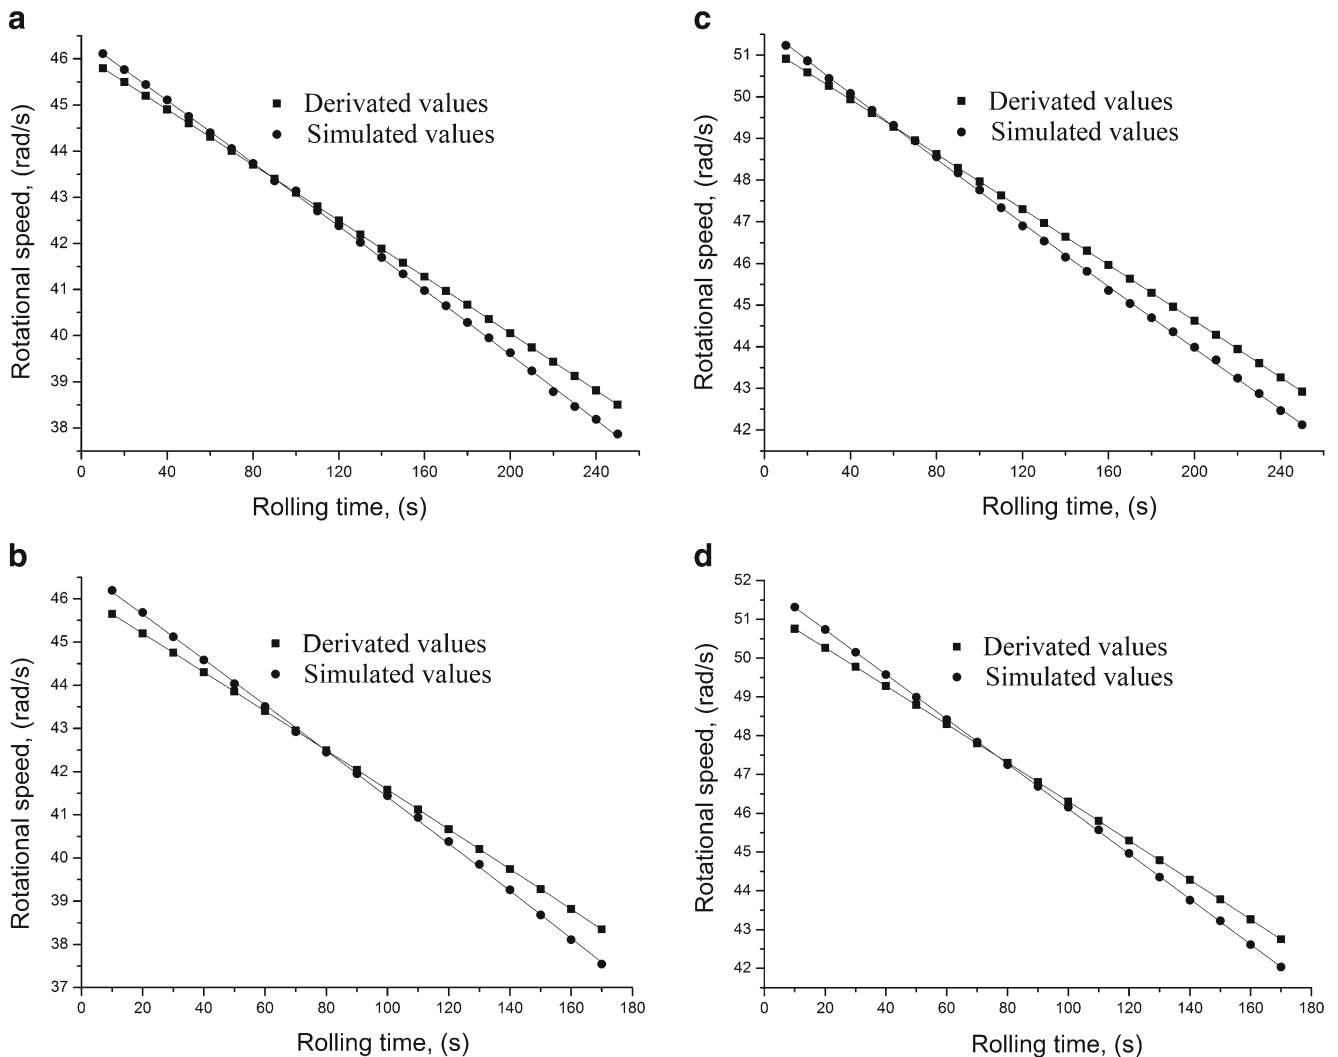 a
46
45
44
43
42
41
40
39
38
0 40 80 120 160 200 240
Rotational speed, (rad/s)
Rolling time, (s)
Derivated values
Simulated values
c
51
50
49
48
47
46
45
44
43
42
0 40 80 120 160 200 240
Rotational speed, (rad/s)
Rolling time, (s)
Derivated values
Simulated values
b
46
45
44
43
42
41
40
39
38
37
0 20 40 60 80 100 120 140 160 180
Rotational speed, (rad/s)
Rolling time, (s)
Derivated values
Simulated values
d
52
51
50
49
48
47
46
45
44
43
42
0 20 40 60 80 100 120 140 160 180
Rotational speed, (rad/s)
Rolling time, (s)
Derivated values
Simulated values